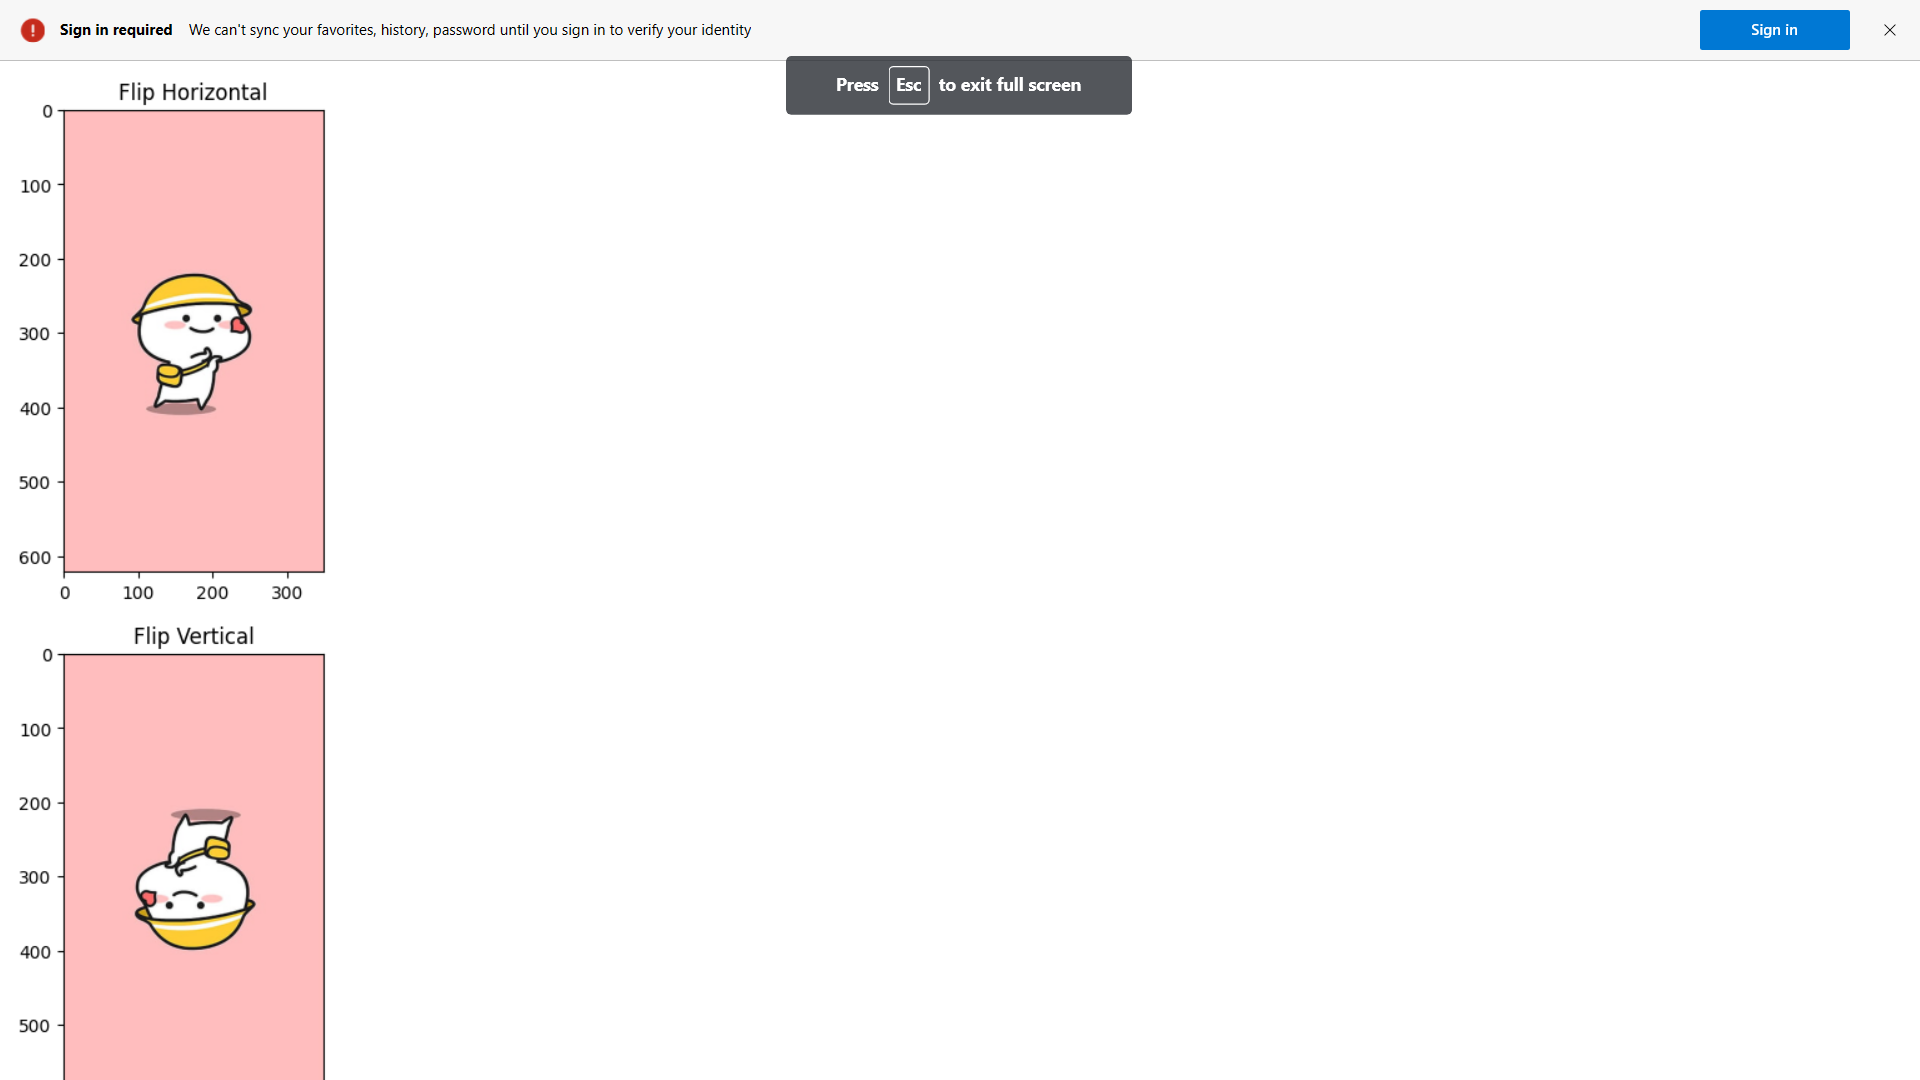 Sign in required We can't sync your favorites, history, password until you sign in to verify your identity
Sign in
Press Esc to exit full screen
Flip Horizontal
0
100
200
300
400
500
600
0 100 200 300
Flip Vertical
0
100
200
300
400
500